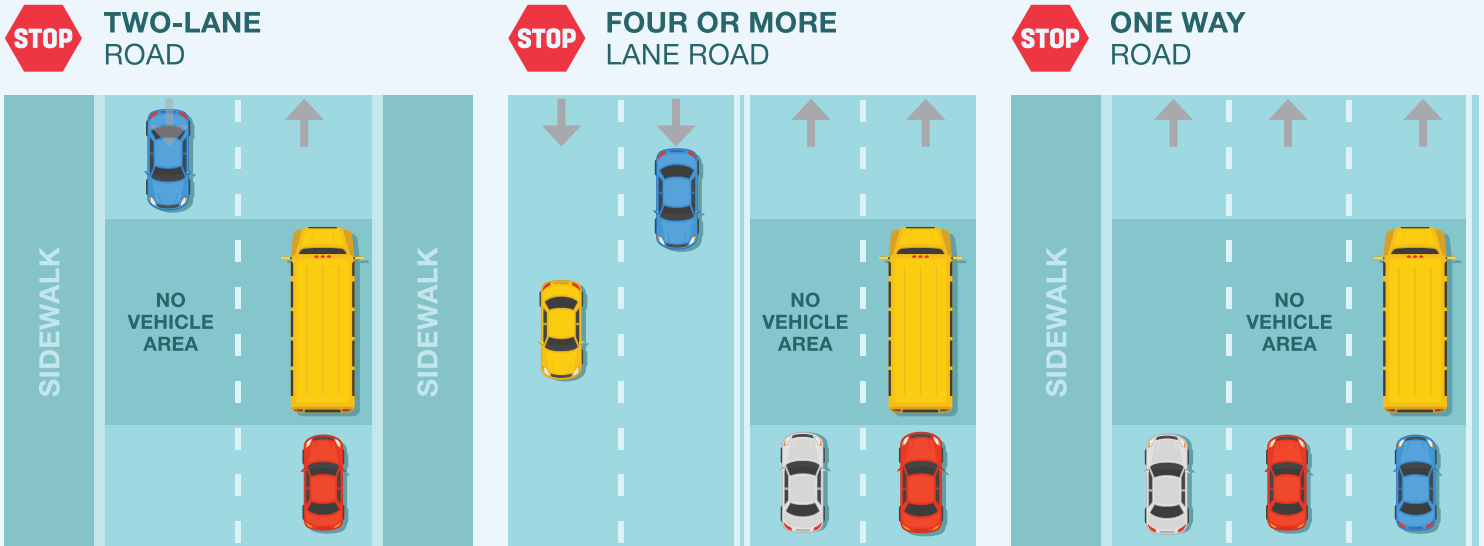 STOP
TWO-LANE
ROAD
SIDEWALK
NO
VEHICLE
AREA
SIDEWALK
STOP
FOUR OR MORE
LANE ROAD
NO
VEHICLE
AREA
STOP
ONE WAY
ROAD
SIDEWALK
NO
VEHICLE
AREA